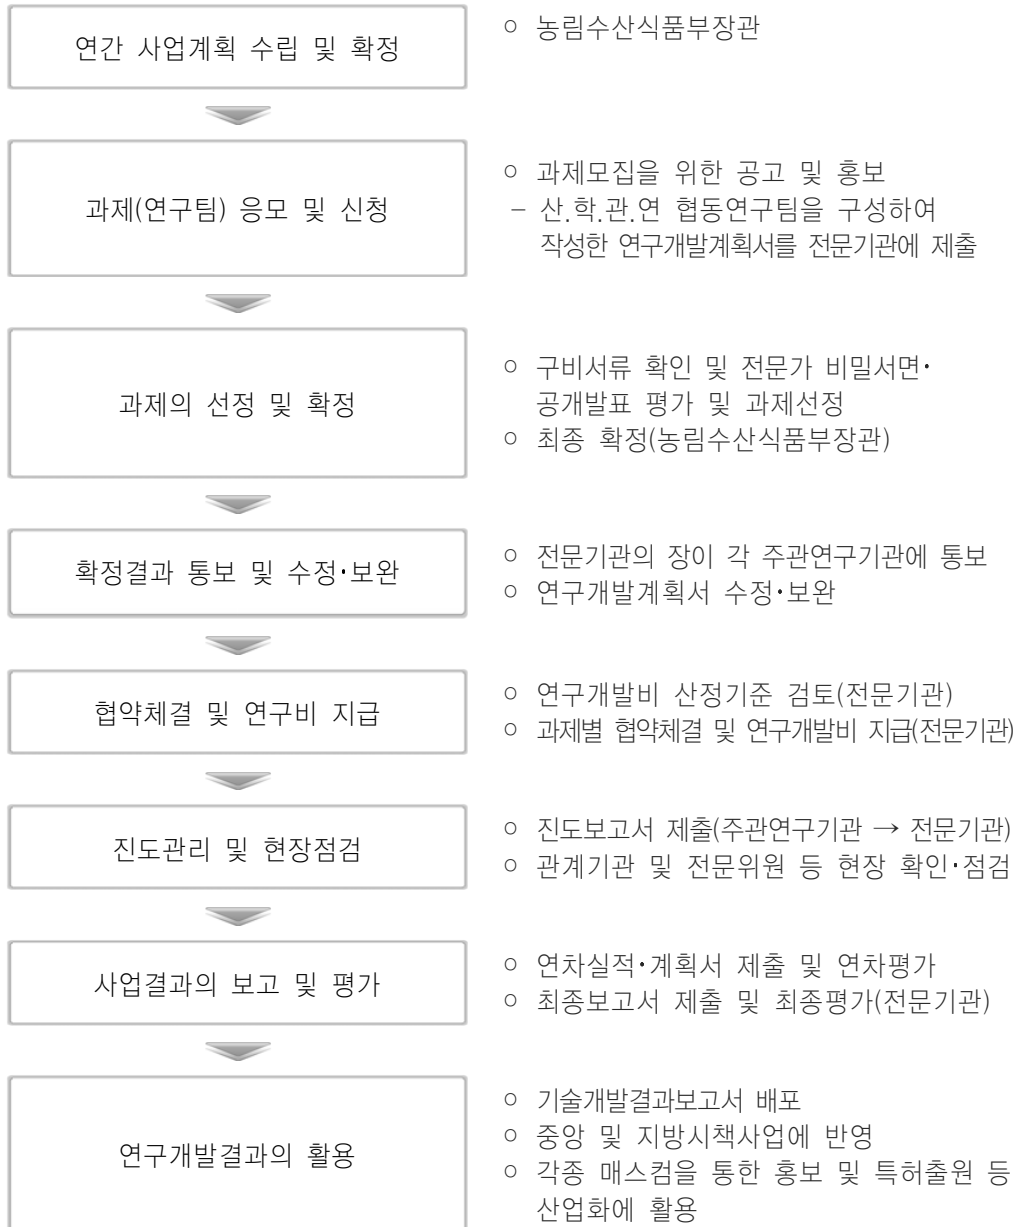 연간 사업계획 수립 및 확정
○ 농림수산식품부장관
과제(연구팀) 응모 및 신청
○ 과제모집을 위한 공고 및 홍보
- 산.학.관.연 협동연구팀을 구성하여
작성한 연구개발계획서를 전문기관에 제출
과제의 선정 및 확정
○ 구비서류 확인 및 전문가 비밀서면·
공개발표 평가 및 과제선정
○ 최종 확정(농림수산식품부장관)
확정결과 통보 및 수정·보완
○ 전문기관의 장이 각 주관연구기관에 통보
○ 연구개발계획서 수정·보완
협약체결 및 연구비 지급
○ 연구개발비 산정기준 검토(전문기관)
○ 과제별 협약체결 및 연구개발비 지급(전문기관)
진도관리 및 현장점검
○ 진도보고서 제출(주관연구기관 → 전문기관)
○ 관계기관 및 전문위원 등 현장 확인·점검
사업결과의 보고 및 평가
○ 연차실적·계획서 제출 및 연차평가
○ 최종보고서 제출 및 최종평가(전문기관)
연구개발결과의 활용
○ 기술개발결과보고서 배포
○ 중앙 및 지방시책사업에 반영
○ 각종 매스컴을 통한 홍보 및 특허출원 등
산업화에 활용